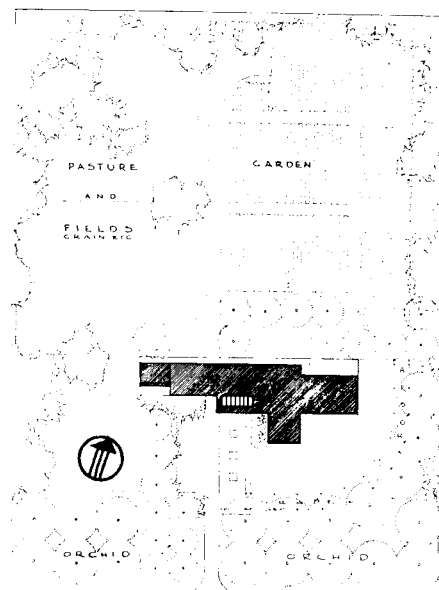 PASTURE
AND
FIELDS
GRAIN ETC
GARDEN
ORCHID
ORCHID